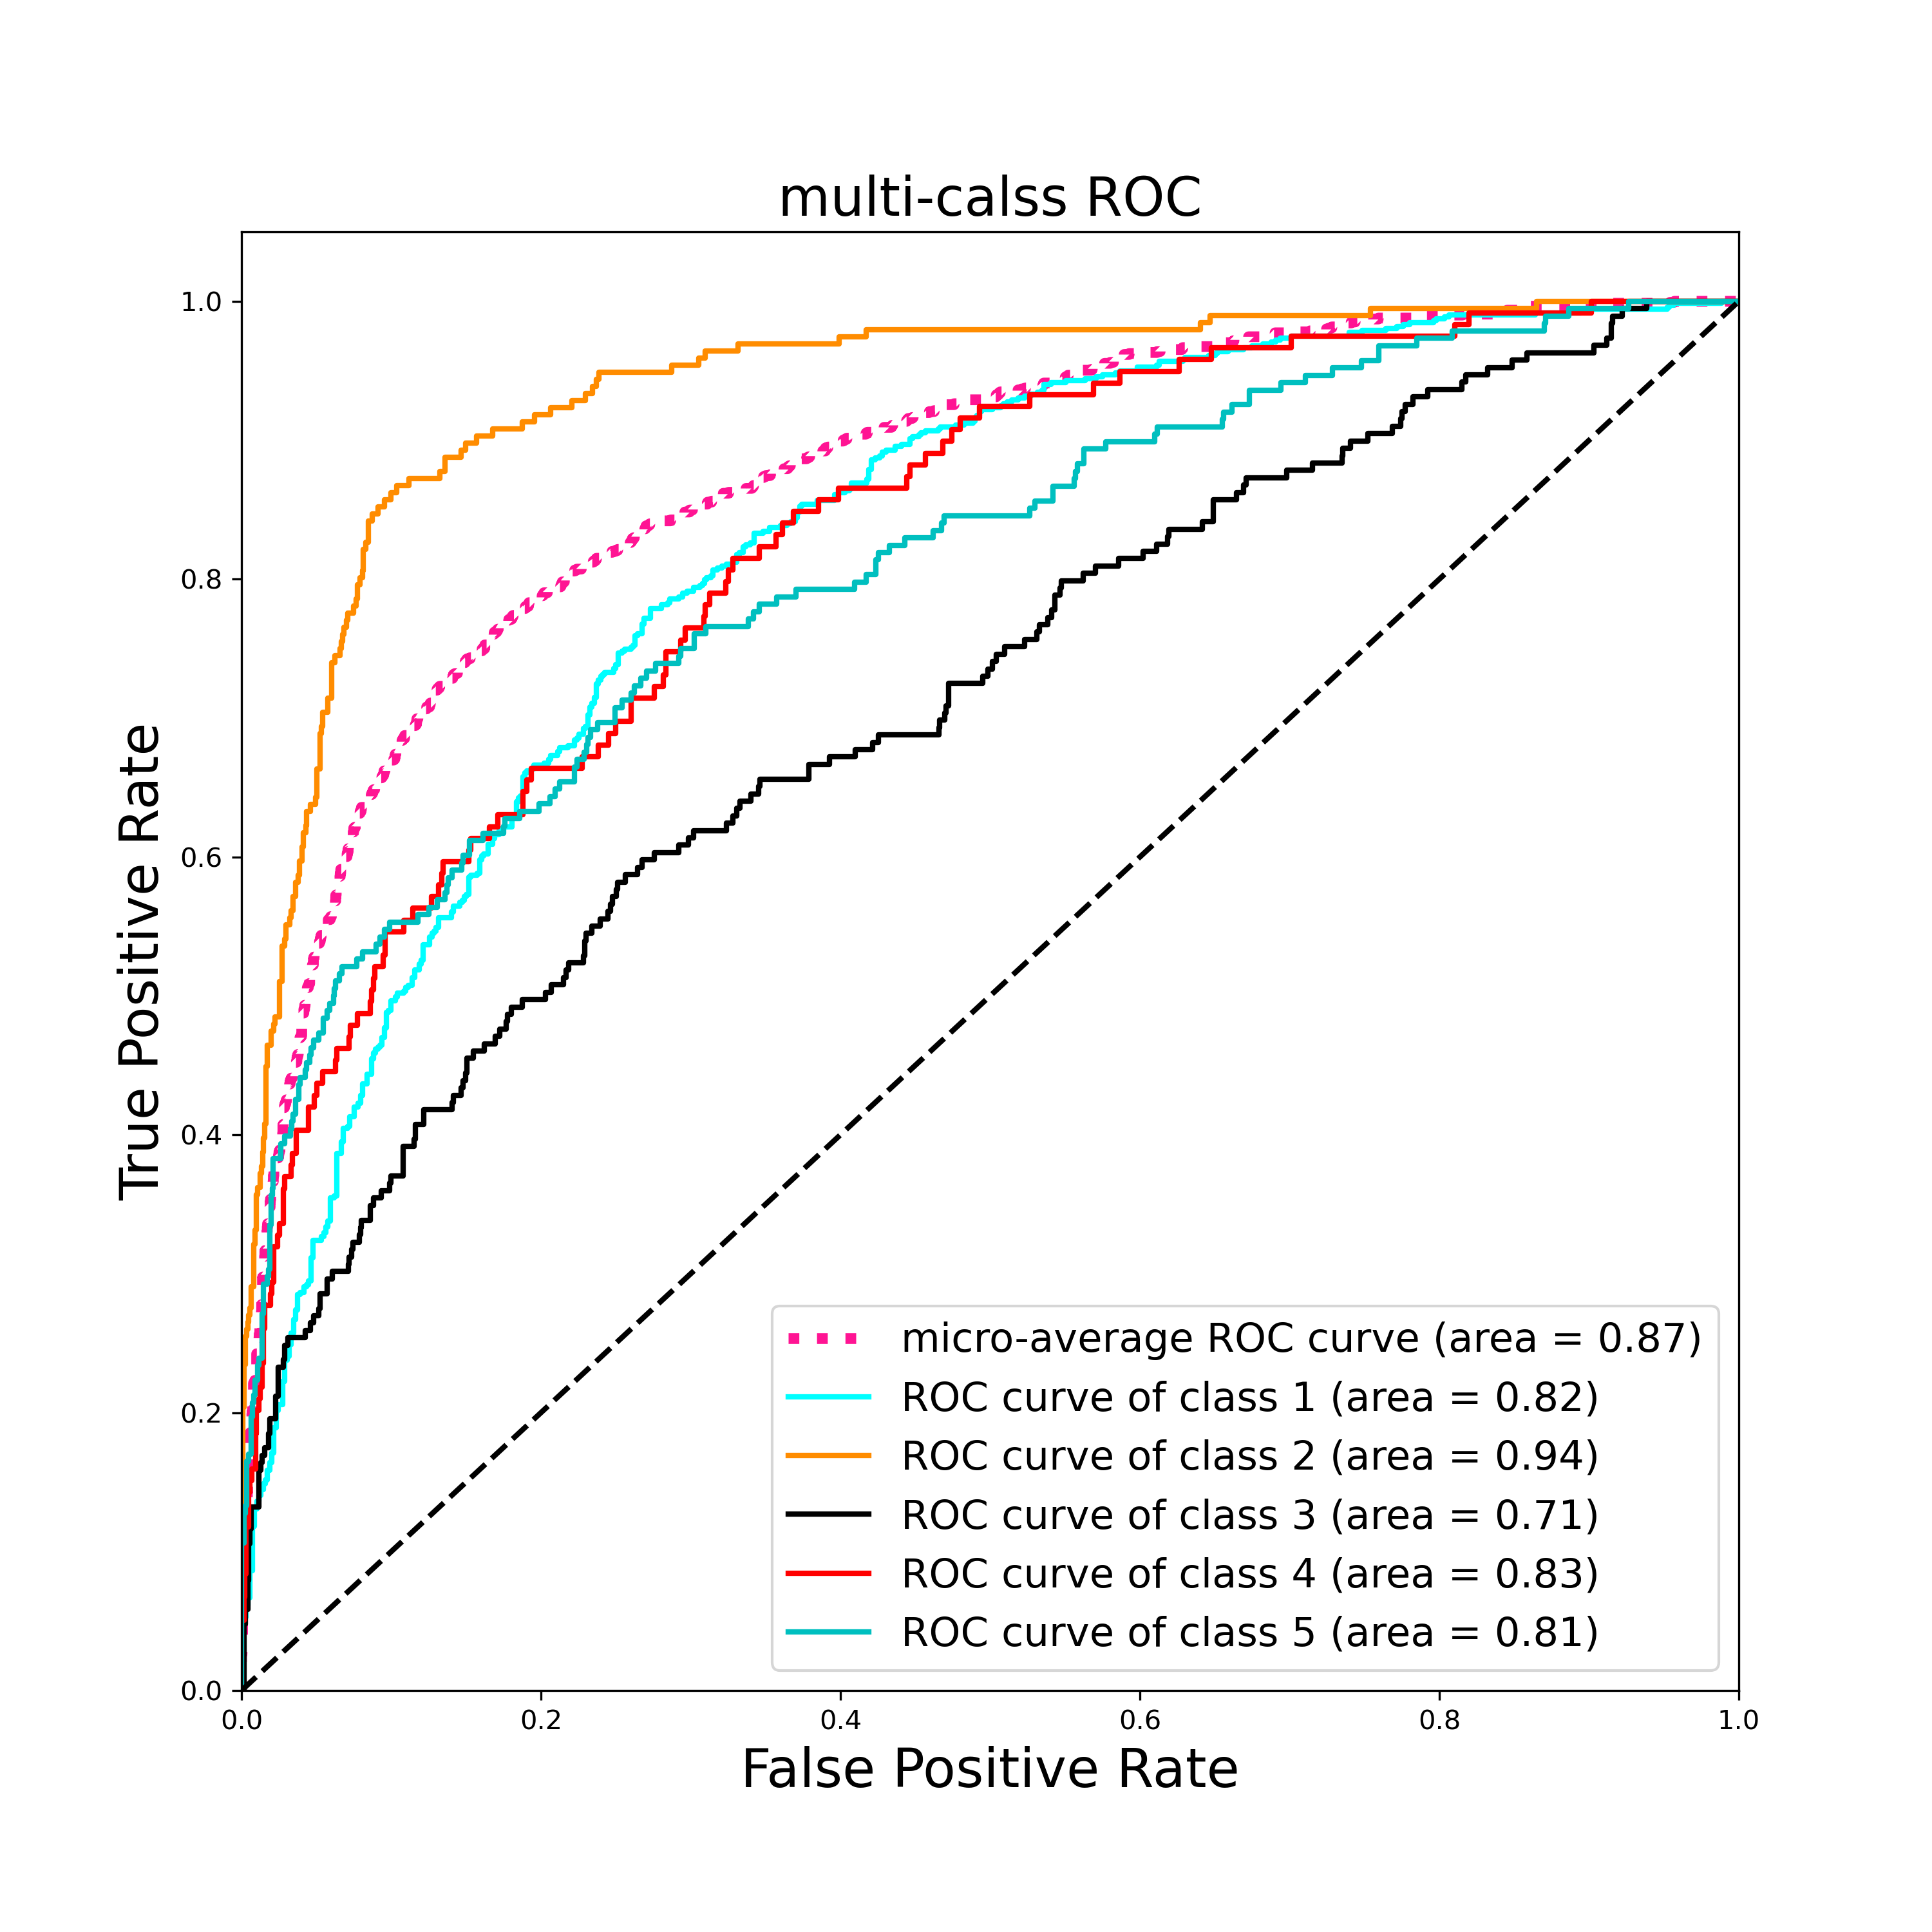 multi-calss ROC
1.0
0.8
0.6
0.4
0.2
0.0
True Positive Rate
micro-average ROC curve (area = 0.87)
ROC curve of class 1 (area = 0.82)
ROC curve of class 2 (area = 0.94)
ROC curve of class 3 (area = 0.71)
ROC curve of class 4 (area = 0.83)
ROC curve of class 5 (area = 0.81)
0.0 0.2 0.4 0.6 0.8 1.0
False Positive Rate